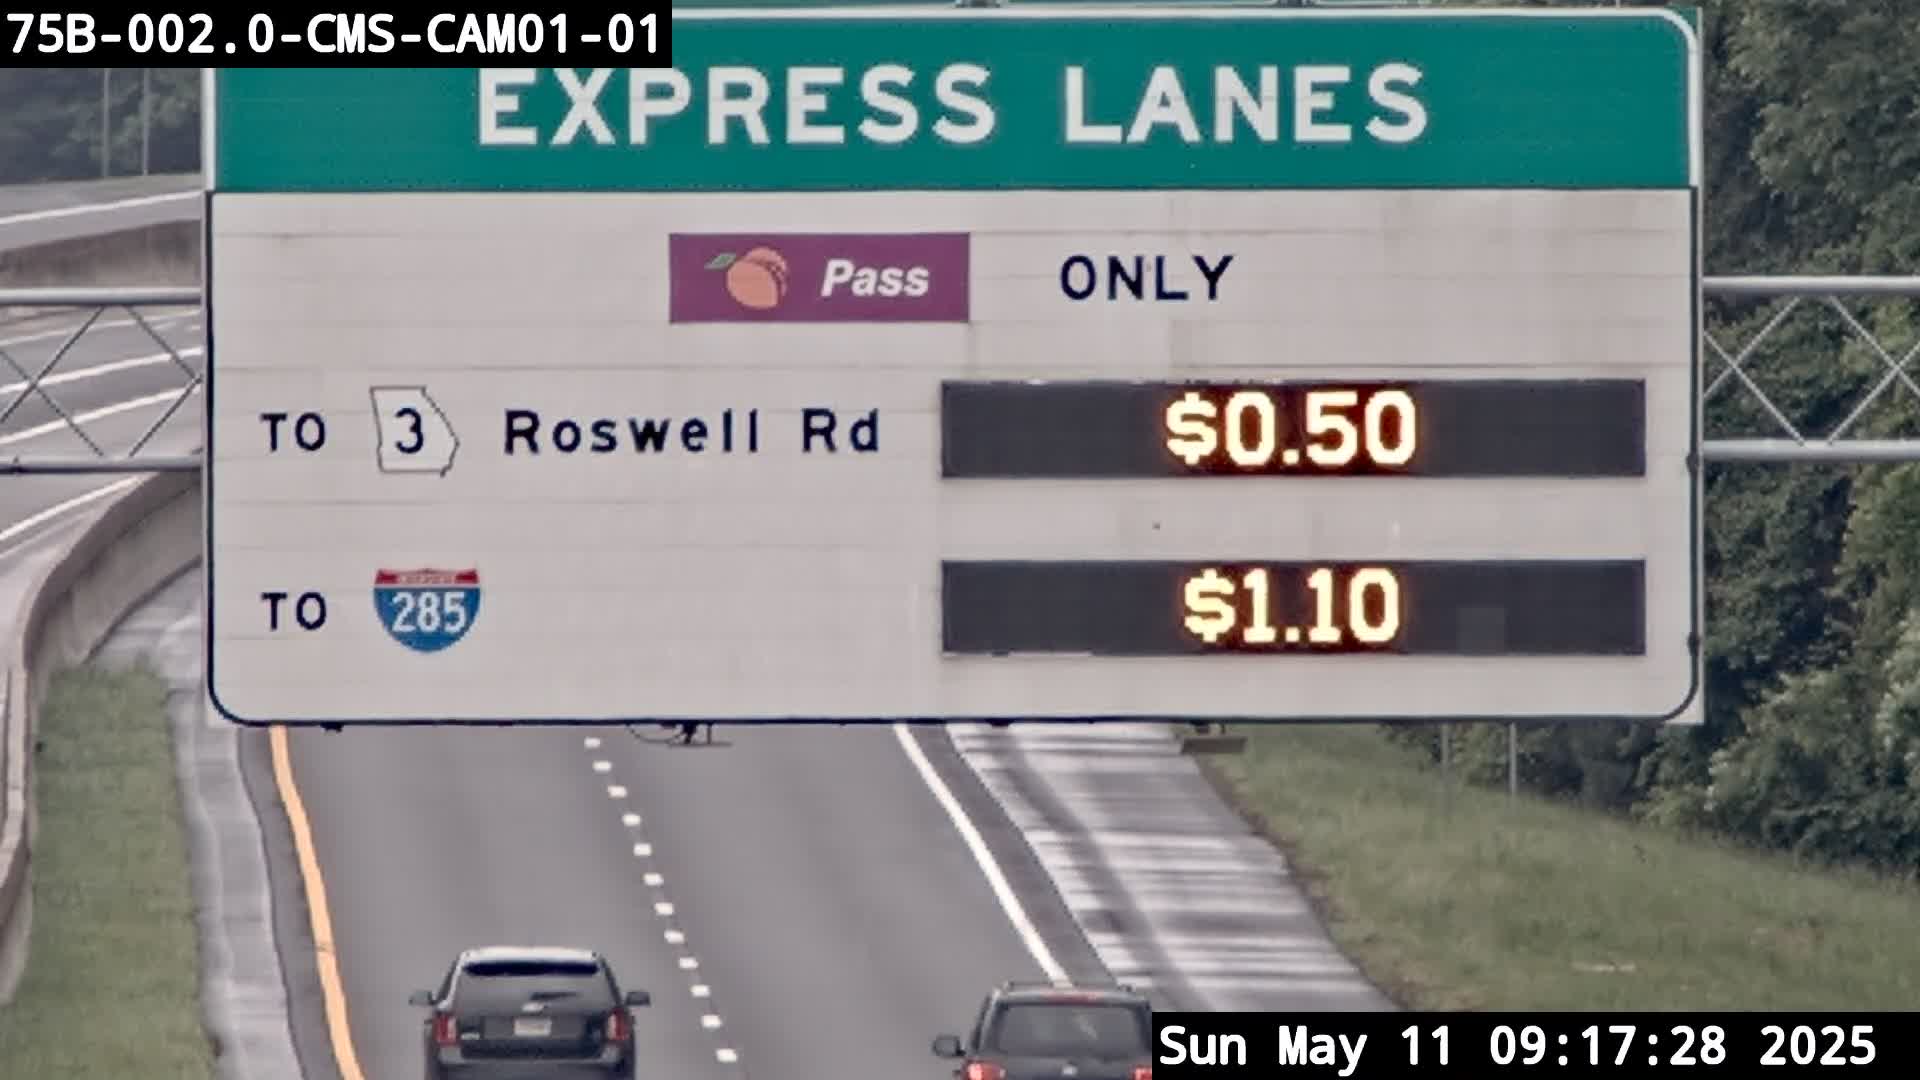 75B-002.0-CMS-CAM01-01
EXPRESS LANES
Pass ONLY
TO 3 Roswell Rd $0.50
TO 285 $1.10
Sun May 11 09:17:28 2025